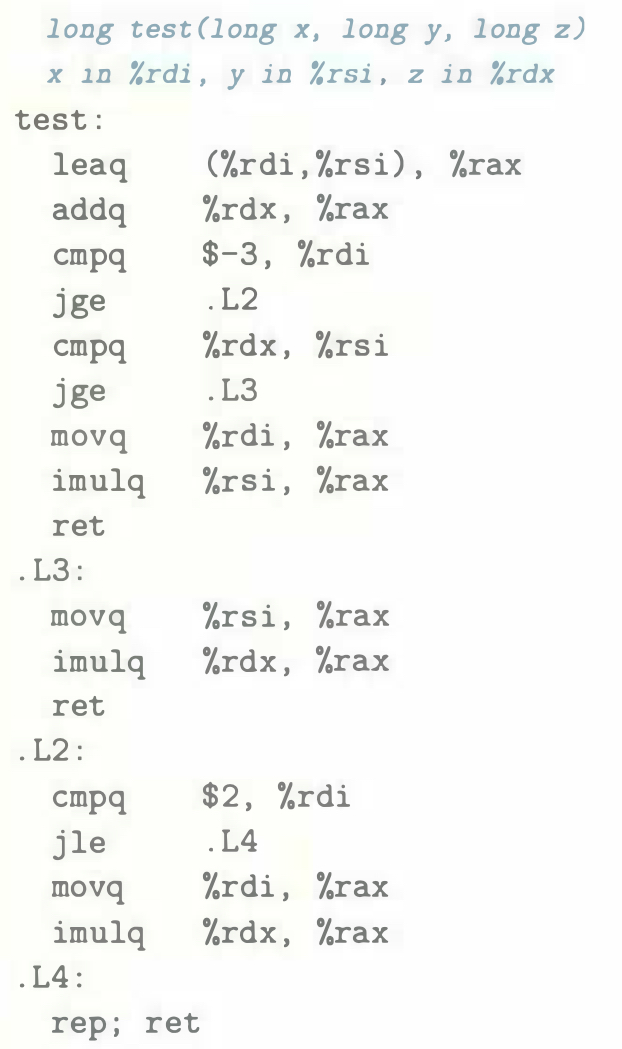 long test(long x, long y, long z)
x in %rdi, y in %rsi, z in %rdx
test:
leaq (%rdi,%rsi), %rax
addq %rdx, %rax
cmpq $-3, %rdi
jge .L2
cmpq %rdx, %rsi
jge .L3
movq %rdi, %rax
imulq %rsi, %rax
ret
.L3:
movq %rsi, %rax
imulq %rdx, %rax
ret
.L2:
cmpq $2, %rdi
jle .L4
movq %rdi, %rax
imulq %rdx, %rax
.L4:
rep; ret